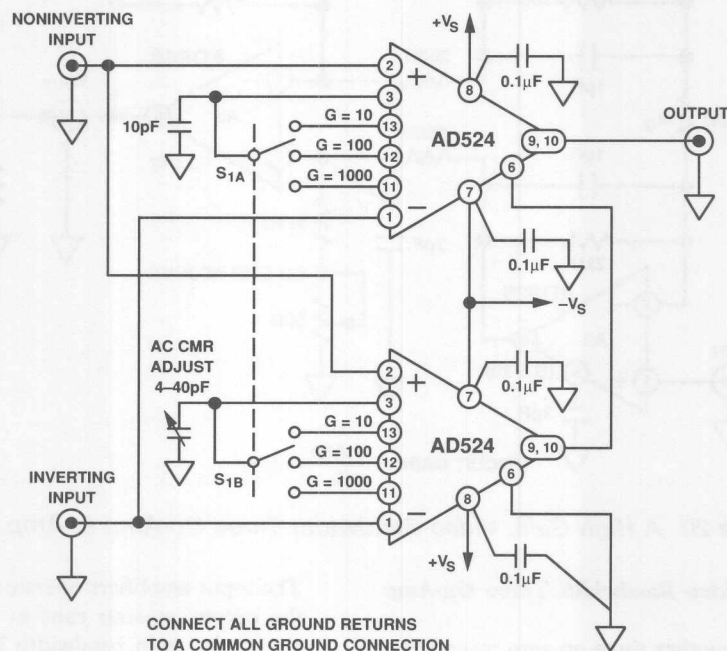 NONINVERTING
INPUT
+VS
0.1µF
2
+
3
8
10pF
G = 10
13
AD524
9, 10
OUTPUT
G = 100
12
6
S1A
G = 1000
11
7
–
1
0.1µF
–VS
AC CMR
ADJUST
4–40pF
2
+
7
0.1µF
3
G = 10
13
AD524
9, 10
G = 100
12
6
S1B
G = 1000
11
8
INVERTING
INPUT
–
1
+VS
0.1µF
CONNECT ALL GROUND RETURNS
TO A COMMON GROUND CONNECTION